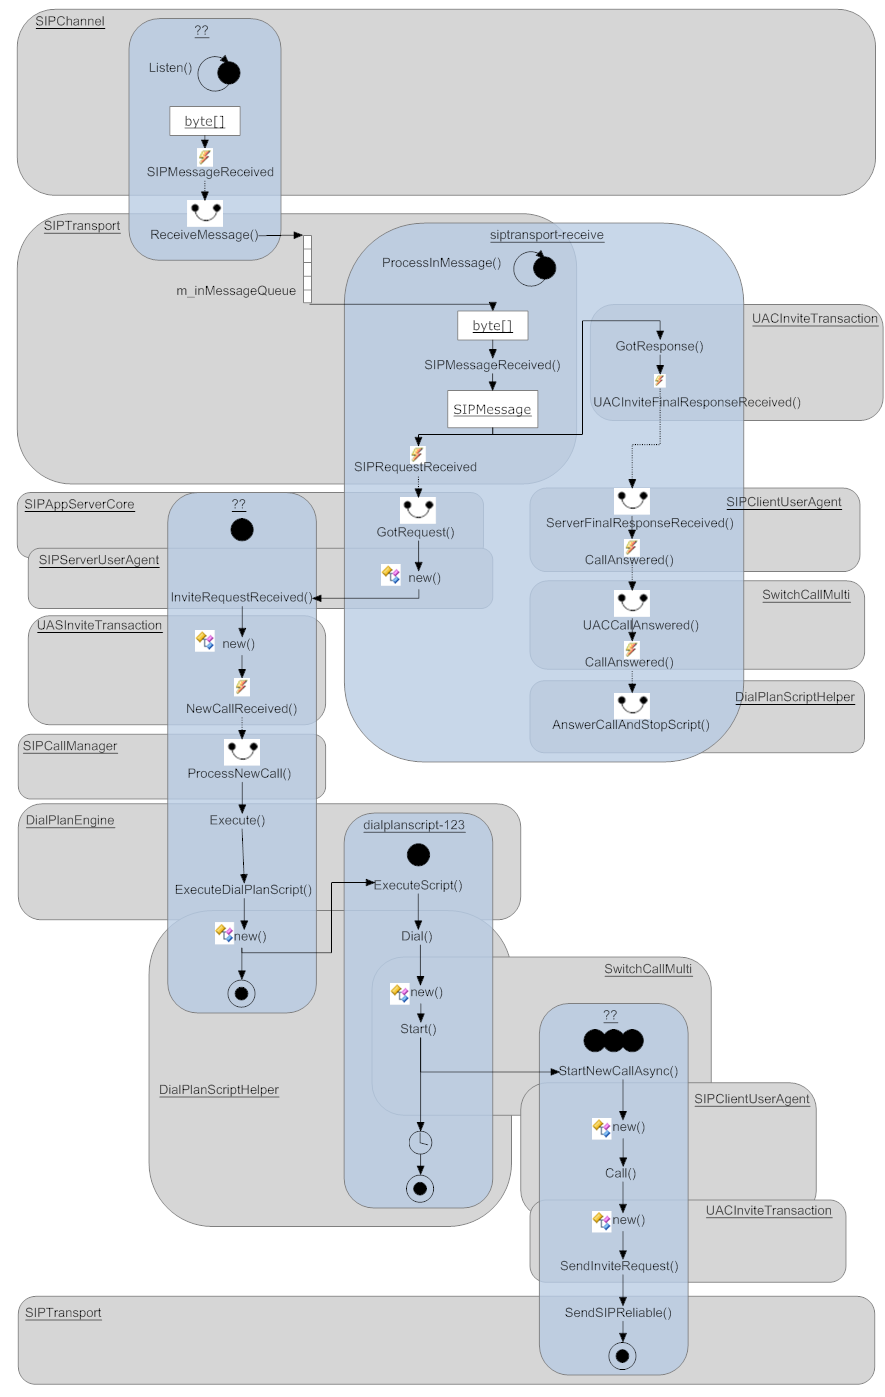 SIPChannel
??
Listen()
byte[]
SIPMessageReceived
SIPTransport
ReceiveMessage()
m_inMessageQueue
siptransport-receive
ProcessInMessage()
byte[]
SIPMessageReceived()
SIPMessage
SIPRequestReceived
UACInviteTransaction
GotResponse()
UACInviteFinalResponseReceived()
SIPAppServerCore
??
GotRequest()
SIPClientUserAgent
ServerFinalResponseReceived()
CallAnswered()
SIPServerUserAgent
new()
InviteRequestReceived()
SwitchCallMulti
UACCallAnswered()
CallAnswered()
UASInviteTransaction
new()
NewCallReceived()
DialPlanScriptHelper
AnswerCallAndStopScript()
SIPCallManager
ProcessNewCall()
DialPlanEngine
Execute()
ExecuteDialPlanScript()
new()
dialplanscript-123
ExecuteScript()
Dial()
new()
Start()
SwitchCallMulti
??
StartNewCallAsync()
DialPlanScriptHelper
SIPClientUserAgent
new()
Call()
UACInviteTransaction
new()
SendInviteRequest()
SIPTransport
SendSIPReliable()